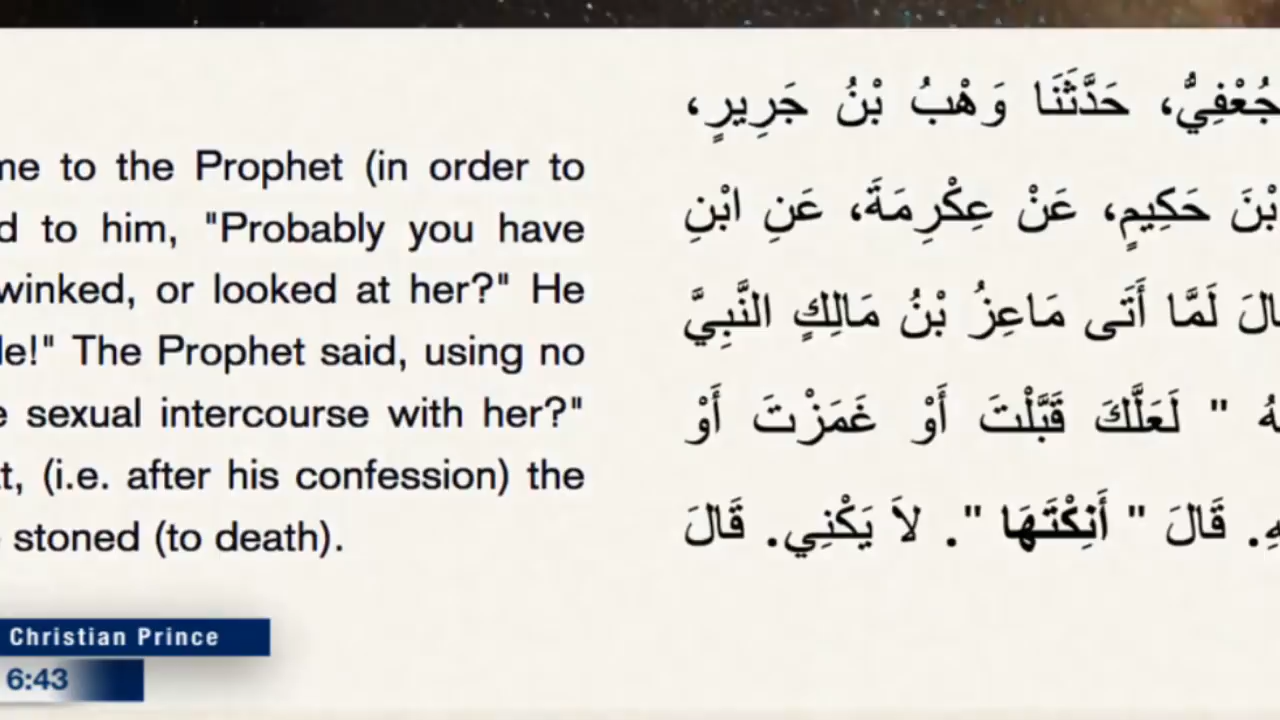 me to the Prophet (in order to
d to him, "Probably you have
winked, or looked at her?" He
le!" The Prophet said, using no
e sexual intercourse with her?"
t, (i.e. after his confession) the
stoned (to death).
جُعْفِيُّ، حَدَّثَنَا وَهْبُ بْنُ جَرِيرٍ،
بْنَ حَكِيمٍ، عَنْ عِكْرِمَةَ، عَنِ ابْنِ
الَ لَمَّا أَتَى مَاعِزُ بْنُ مَالِكٍ النَّبِيَّ
هُ " لَعَلَّكَ قَبَّلْتَ أَوْ غَمَزْتَ أَوْ
هِ. قَالَ " أَنِكْتَهَا ". لاَ يَكْنِي. قَالَ
Christian Prince
6:43